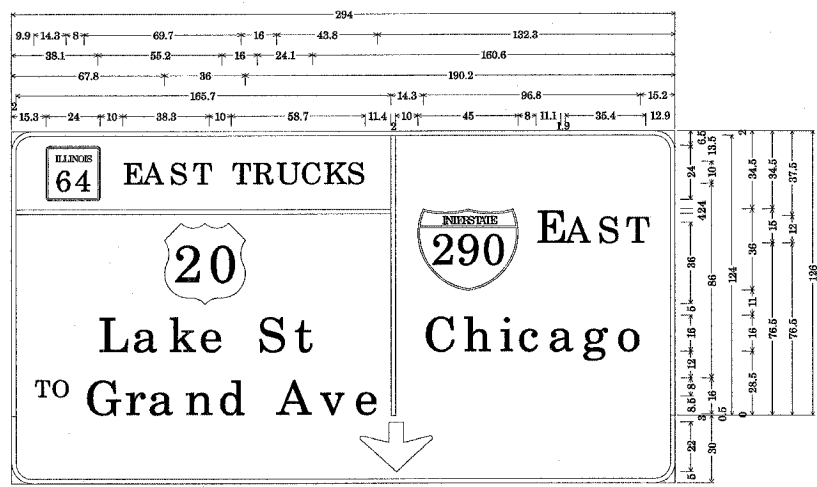 294
9.9 14.3 8 69.7 16 43.8 132.3
38.1 55.2 16 24.1 160.6
67.8 36 190.2
2 165.7 14.3 96.8 15.2
15.3 24 10 38.3 10 58.7 11.4 2 10 45 8 11.1 1.9 35.4 12.9
ILLINOIS
64
EAST TRUCKS
20
Lake St
TO Grand Ave
INTERSTATE
290
EAST
Chicago
6.5 24 424 36 5 16 12 8 8.5 3 22 5
13.5 10 86 16 30
124 0.5
2 34.5 36 11 16 28.5 0
34.5 15 76.5
37.5 12 76.5
126